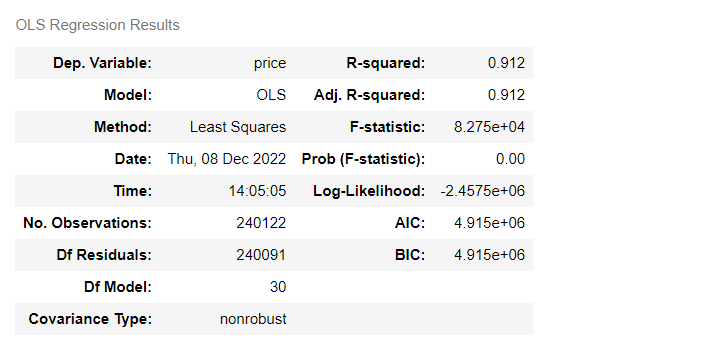 OLS Regression Results
Dep. Variable: price R-squared: 0.912
Model: OLS Adj. R-squared: 0.912
Method: Least Squares F-statistic: 8.275e+04
Date: Thu, 08 Dec 2022 Prob (F-statistic): 0.00
Time: 14:05:05 Log-Likelihood: -2.4575e+06
No. Observations: 240122 AIC: 4.915e+06
Df Residuals: 240091 BIC: 4.915e+06
Df Model: 30
Covariance Type: nonrobust